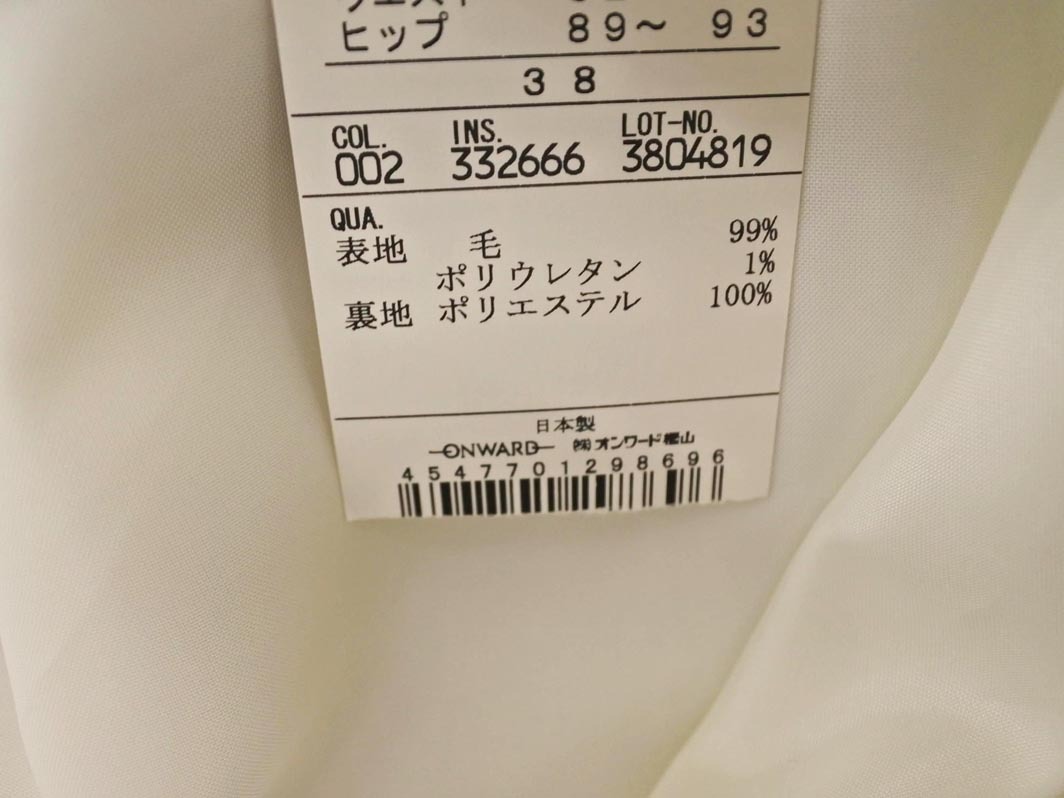 ヒップ 89～ 93
38
COL. INS. LOT-NO.
002 332666 3804819
QUA.
表地 毛 99%
ポリウレタン 1%
裏地 ポリエステル 100%
日本製
ONWARD ㈱オンワード樫山
4547701298696